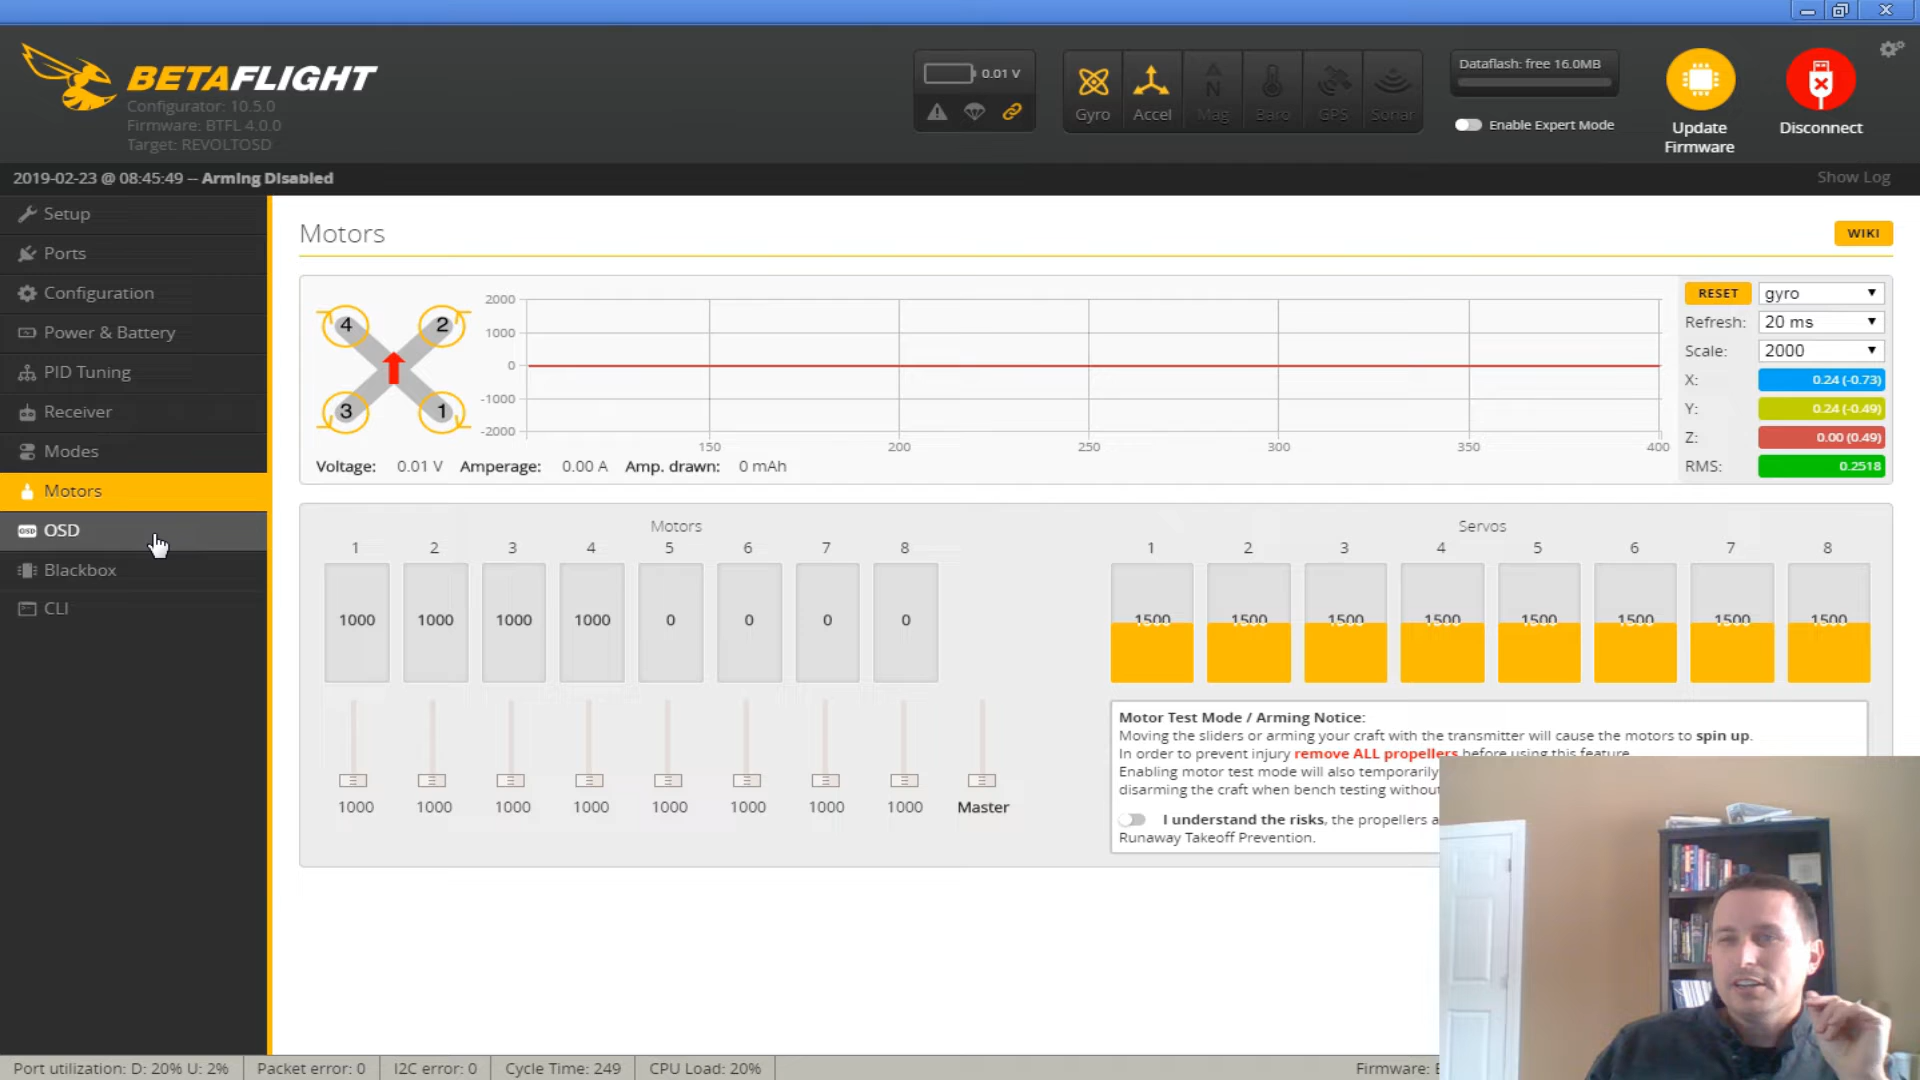 BETAFLIGHT
Configurator: 10.5.0
Firmware: BTFL 4.0.0
Target: REVOLTOSD
0.01 V
Gyro Accel Mag Baro GPS Sonar
Dataflash: free 16.0MB
Enable Expert Mode
Update
Firmware
Disconnect
2019-02-23 @ 08:45:49 -- Arming Disabled
Show Log
Setup
Ports
Configuration
Power & Battery
PID Tuning
Receiver
Modes
Motors
OSD
Blackbox
CLI
Motors
WIKI
4 2
3 1
2000
1000
0
-1000
-2000
150 200 250 300 350 400
RESET gyro
Refresh: 20 ms
Scale: 2000
X: 0.24 (-0.73)
Y: 0.24 (-0.49)
Z: 0.00 (0.49)
RMS: 0.2518
Voltage: 0.01 V Amperage: 0.00 A Amp. drawn: 0 mAh
Motors
1 2 3 4 5 6 7 8
1000 1000 1000 1000 0 0 0 0
1000 1000 1000 1000 1000 1000 1000 1000 Master
Servos
1 2 3 4 5 6 7 8
1500 1500 1500 1500 1500 1500 1500 1500
Motor Test Mode / Arming Notice:
Moving the sliders or arming your craft with the transmitter will cause the motors to spin up.
In order to prevent injury remove ALL propellers before using this feature.
Enabling motor test mode will also temporarily
disarming the craft when bench testing without
I understand the risks, the propellers a
Runaway Takeoff Prevention.
Port utilization: D: 20% U: 2% Packet error: 0 I2C error: 0 Cycle Time: 249 CPU Load: 20% Firmware: